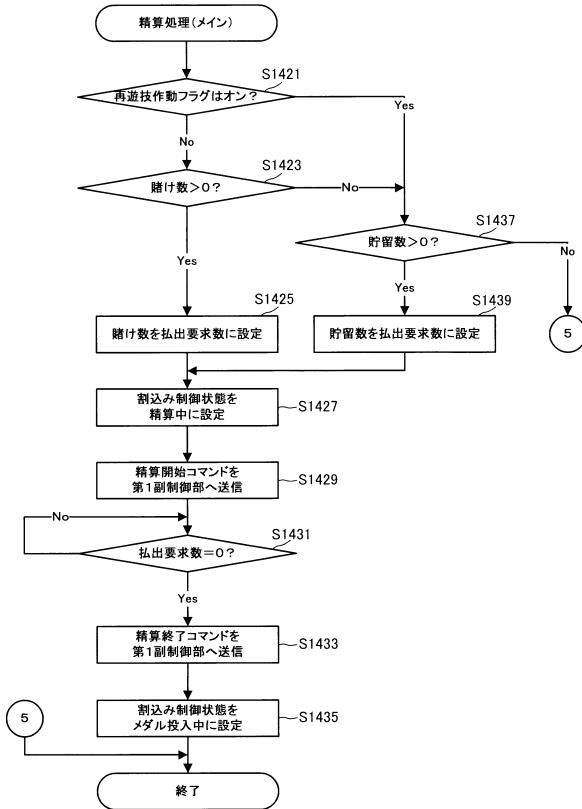 精算処理(メイン)
S1421
再遊技作動フラグはオン?
Yes
No
S1423
賭け数>0?
No
S1437
貯留数>0?
No
Yes
Yes
S1425
賭け数を払出要求数に設定
S1439
貯留数を払出要求数に設定
5
割込み制御状態を
精算中に設定
S1427
精算開始コマンドを
第1副制御部へ送信
S1429
No
S1431
払出要求数=0?
Yes
精算終了コマンドを
第1副制御部へ送信
S1433
割込み制御状態を
メダル投入中に設定
S1435
5
終了